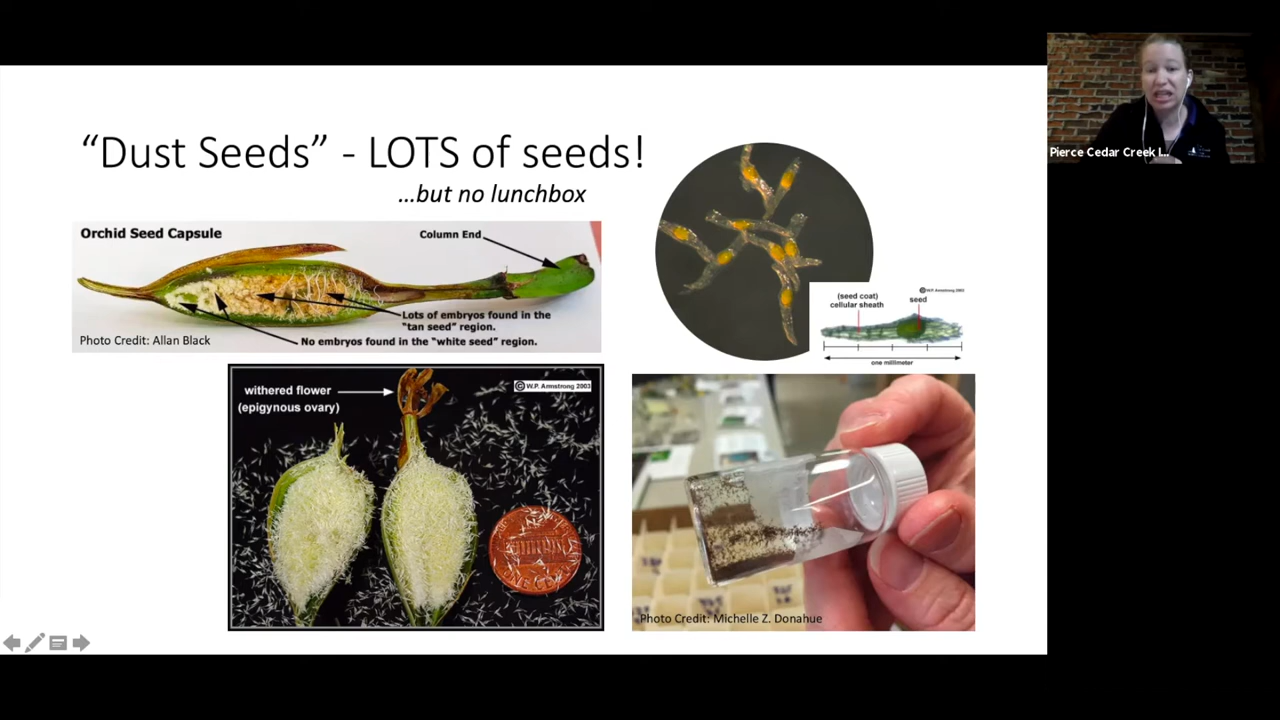 “Dust Seeds” - LOTS of seeds!
...but no lunchbox
Orchid Seed Capsule
Column End
Lots of embryos found in the
"tan seed" region.
No embryos found in the "white seed" region.
Photo Credit: Allan Black
© W.P. Armstrong 2003
(seed coat)
cellular sheath
seed
one millimeter
withered flower
(epigynous ovary)
© W.P. Armstrong 2003
ONE CENT
Photo Credit: Michelle Z. Donahue
Pierce Cedar Creek I...